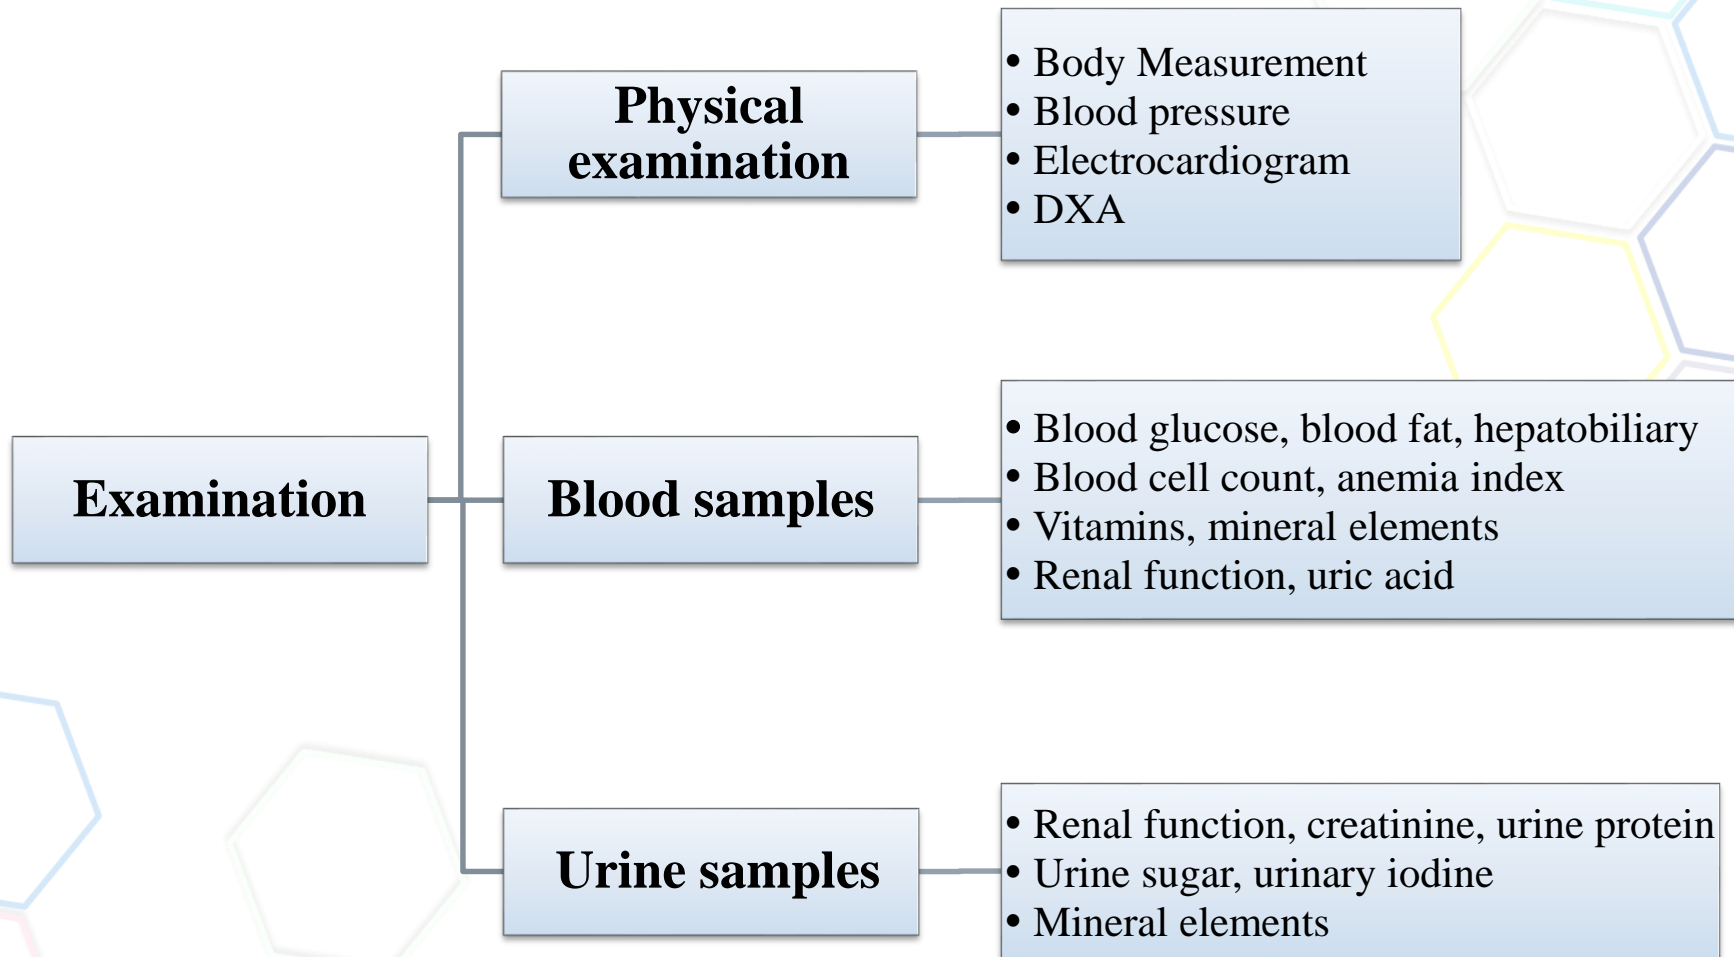 Examination
Physical
examination
• Body Measurement
• Blood pressure
• Electrocardiogram
• DXA
Blood samples
• Blood glucose, blood fat, hepatobiliary
• Blood cell count, anemia index
• Vitamins, mineral elements
• Renal function, uric acid
Urine samples
• Renal function, creatinine, urine protein
• Urine sugar, urinary iodine
• Mineral elements